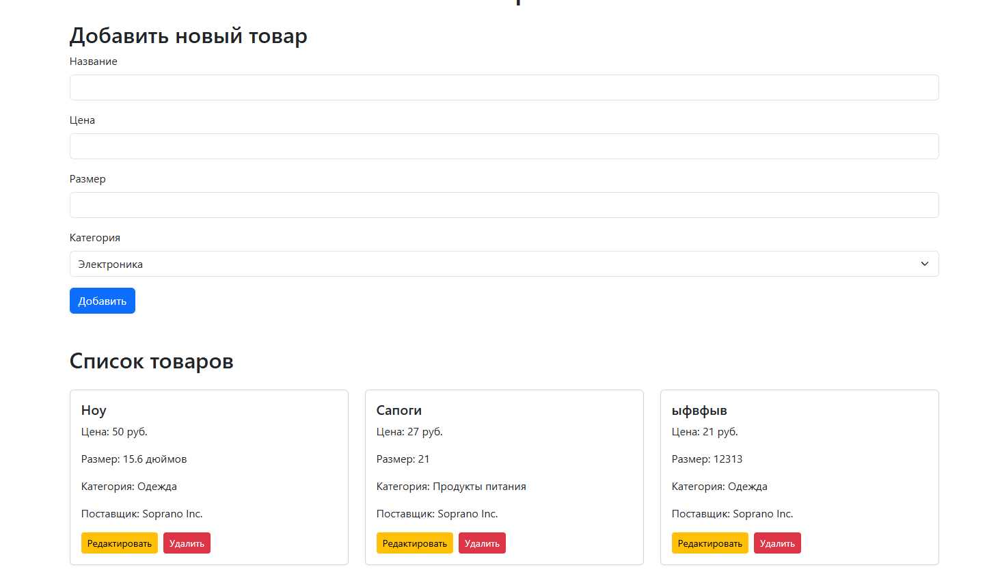 Добавить новый товар
Название
Цена
Размер
Категория
Электроника
Добавить
Список товаров
Ноу
Цена: 50 руб.
Размер: 15.6 дюймов
Категория: Одежда
Поставщик: Soprano Inc.
Редактировать Удалить
Сапоги
Цена: 27 руб.
Размер: 21
Категория: Продукты питания
Поставщик: Soprano Inc.
Редактировать Удалить
ыфвфыв
Цена: 21 руб.
Размер: 12313
Категория: Одежда
Поставщик: Soprano Inc.
Редактировать Удалить